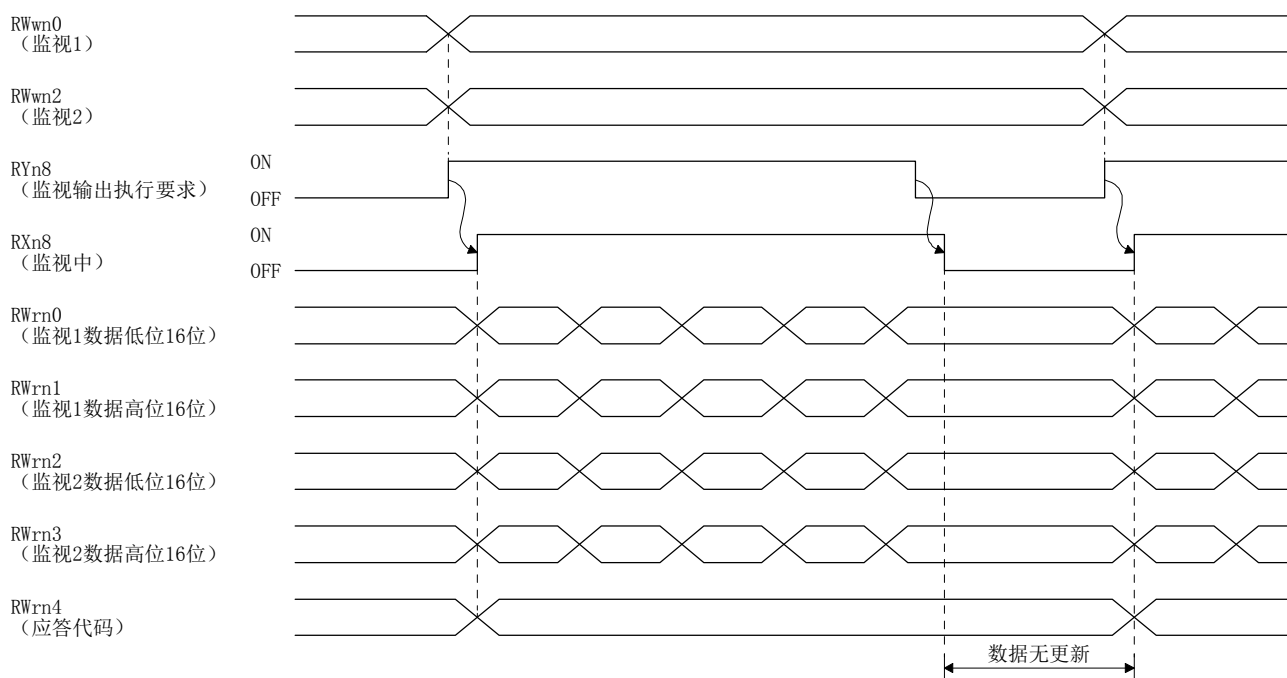 RWwn0
（监视1）
RWwn2
（监视2）
RYn8
（监视输出执行要求）
ON
OFF
RXn8
（监视中）
ON
OFF
RWrn0
（监视1数据低位16位）
RWrn1
（监视1数据高位16位）
RWrn2
（监视2数据低位16位）
RWrn3
（监视2数据高位16位）
RWrn4
（应答代码）
数据无更新